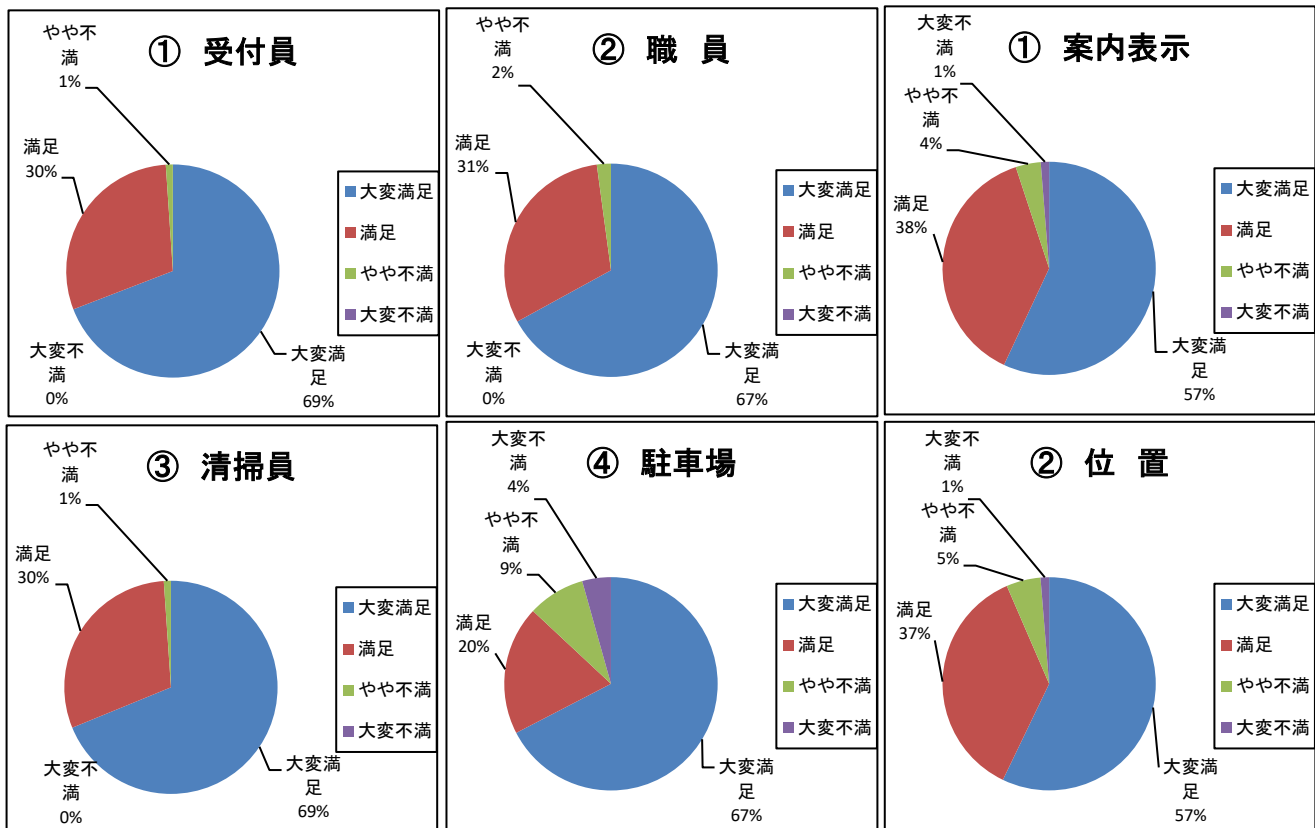 ① 受付員
やや不
満
1%
満足
30%
大変不
満
0%
大変満
足
69%
大変満足
満足
やや不満
大変不満
② 職 員
やや不
満
2%
満足
31%
大変不
満
0%
大変満
足
67%
大変満足
満足
やや不満
大変不満
① 案内表示
大変不
満
1%
やや不
満
4%
満足
38%
大変満
足
57%
大変満足
満足
やや不満
大変不満
③ 清掃員
やや不
満
1%
満足
30%
大変不
満
0%
大変満
足
69%
大変満足
満足
やや不満
大変不満
④ 駐車場
大変不
満
4%
やや不
満
9%
満足
20%
大変満
足
67%
大変満足
満足
やや不満
大変不満
② 位 置
大変不
満
1%
やや不
満
5%
満足
37%
大変満
足
57%
大変満足
満足
やや不満
大変不満